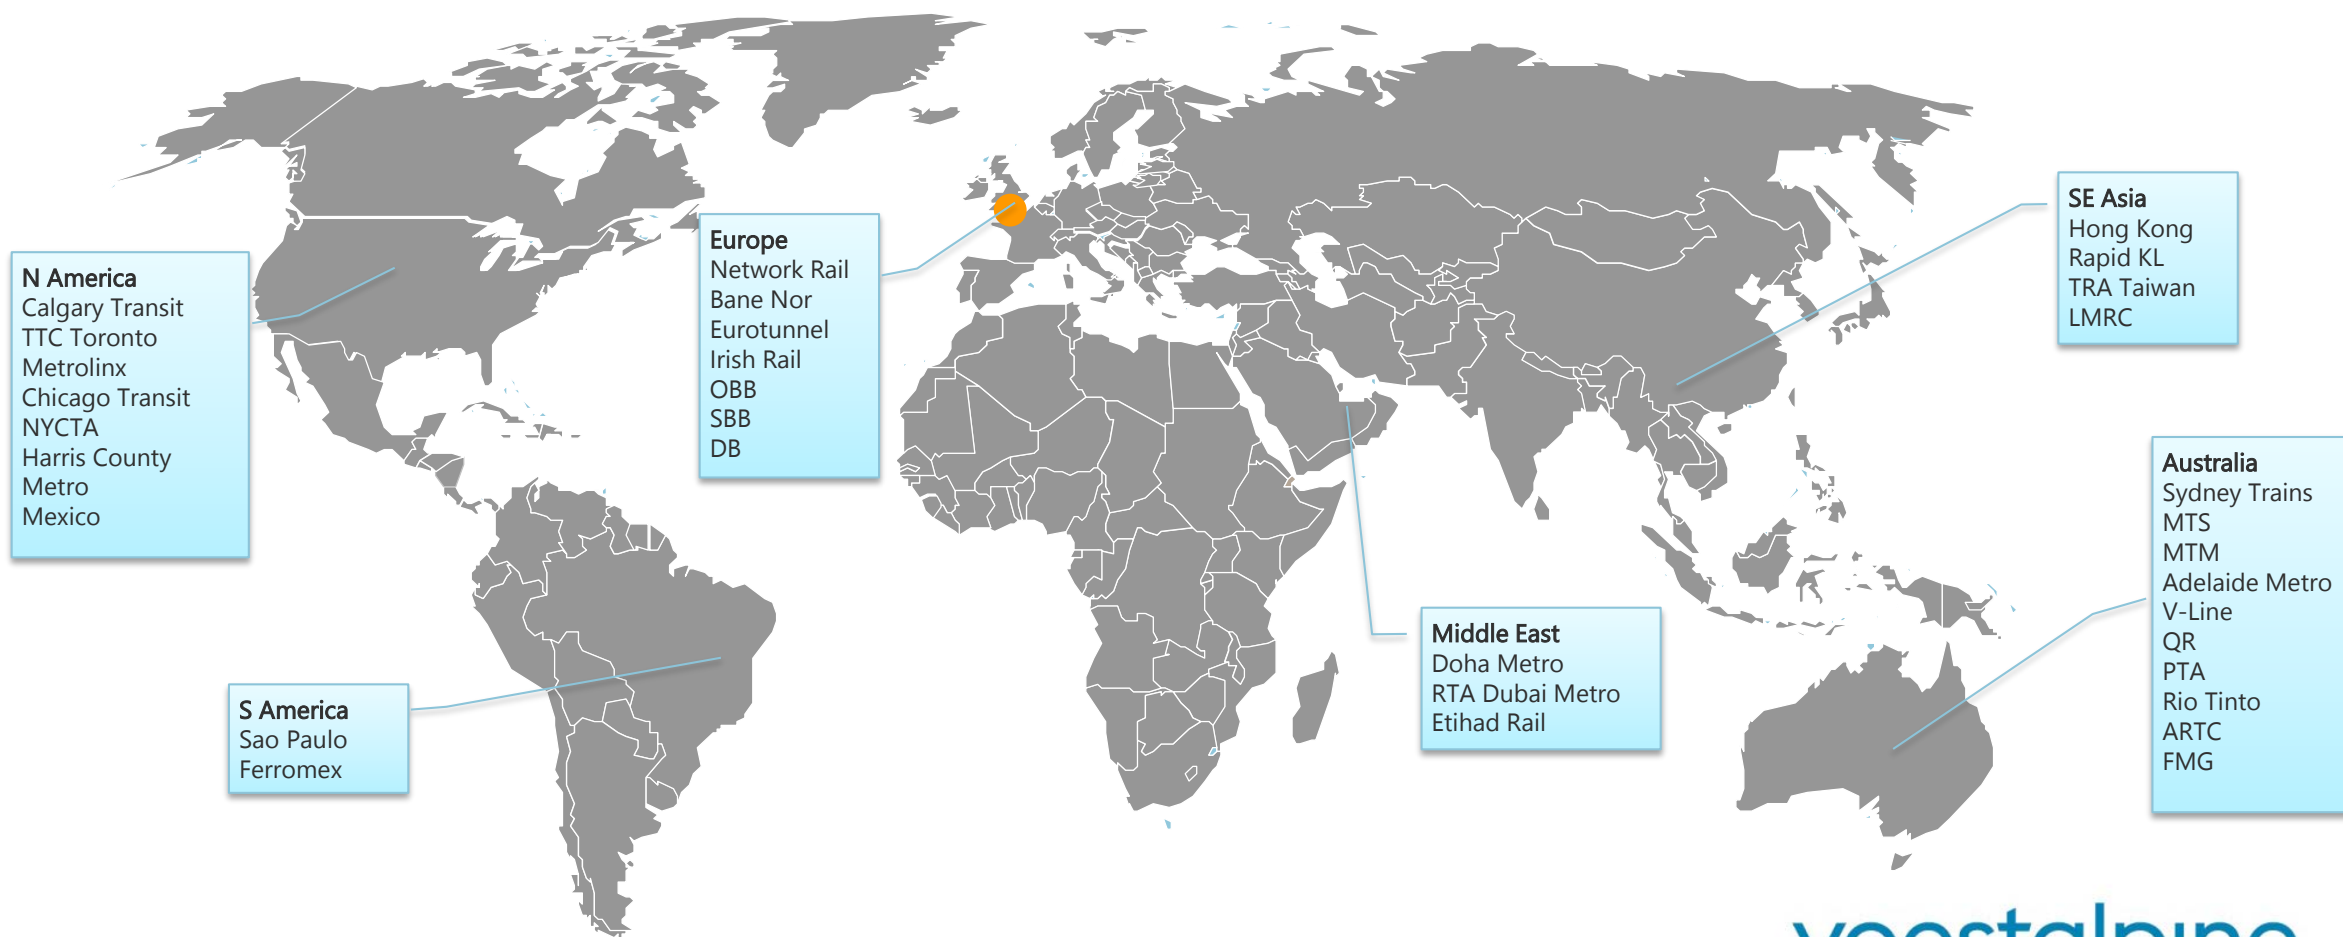 N America
Calgary Transit
TTC Toronto
Metrolinx
Chicago Transit
NYCTA
Harris County
Metro
Mexico
S America
Sao Paulo
Ferromex
Europe
Network Rail
Bane Nor
Eurotunnel
Irish Rail
OBB
SBB
DB
Middle East
Doha Metro
RTA Dubai Metro
Etihad Rail
SE Asia
Hong Kong
Rapid KL
TRA Taiwan
LMRC
Australia
Sydney Trains
MTS
MTM
Adelaide Metro
V-Line
QR
PTA
Rio Tinto
ARTC
FMG
voestalpine